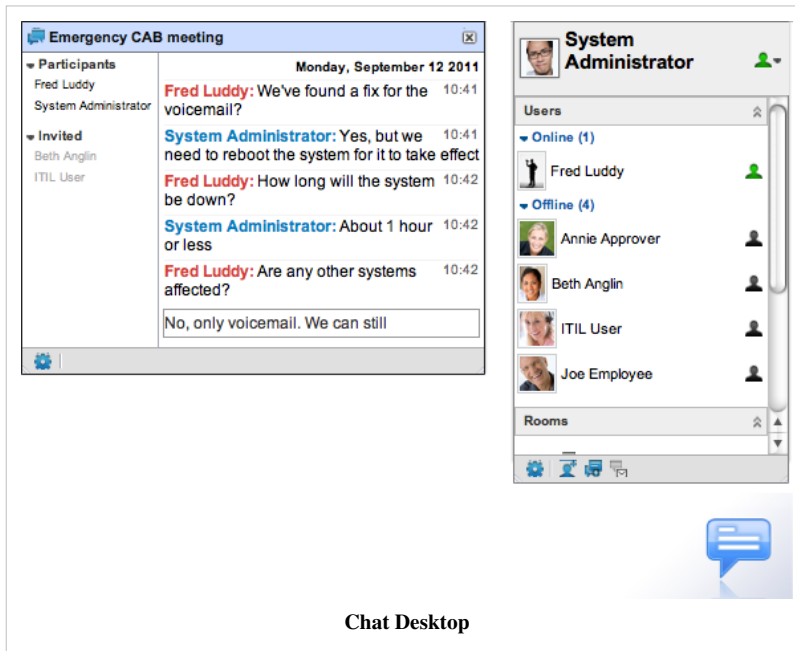 Emergency CAB meeting
Participants
Fred Luddy
System Administrator
Invited
Beth Anglin
ITIL User
Monday, September 12 2011
Fred Luddy: We've found a fix for the 10:41
voicemail?
System Administrator: Yes, but we 10:41
need to reboot the system for it to take effect
Fred Luddy: How long will the system 10:42
be down?
System Administrator: About 1 hour 10:42
or less
Fred Luddy: Are any other systems 10:42
affected?
No, only voicemail. We can still
System
Administrator
Users
Online (1)
Fred Luddy
Offline (4)
Annie Approver
Beth Anglin
ITIL User
Joe Employee
Rooms
Chat Desktop